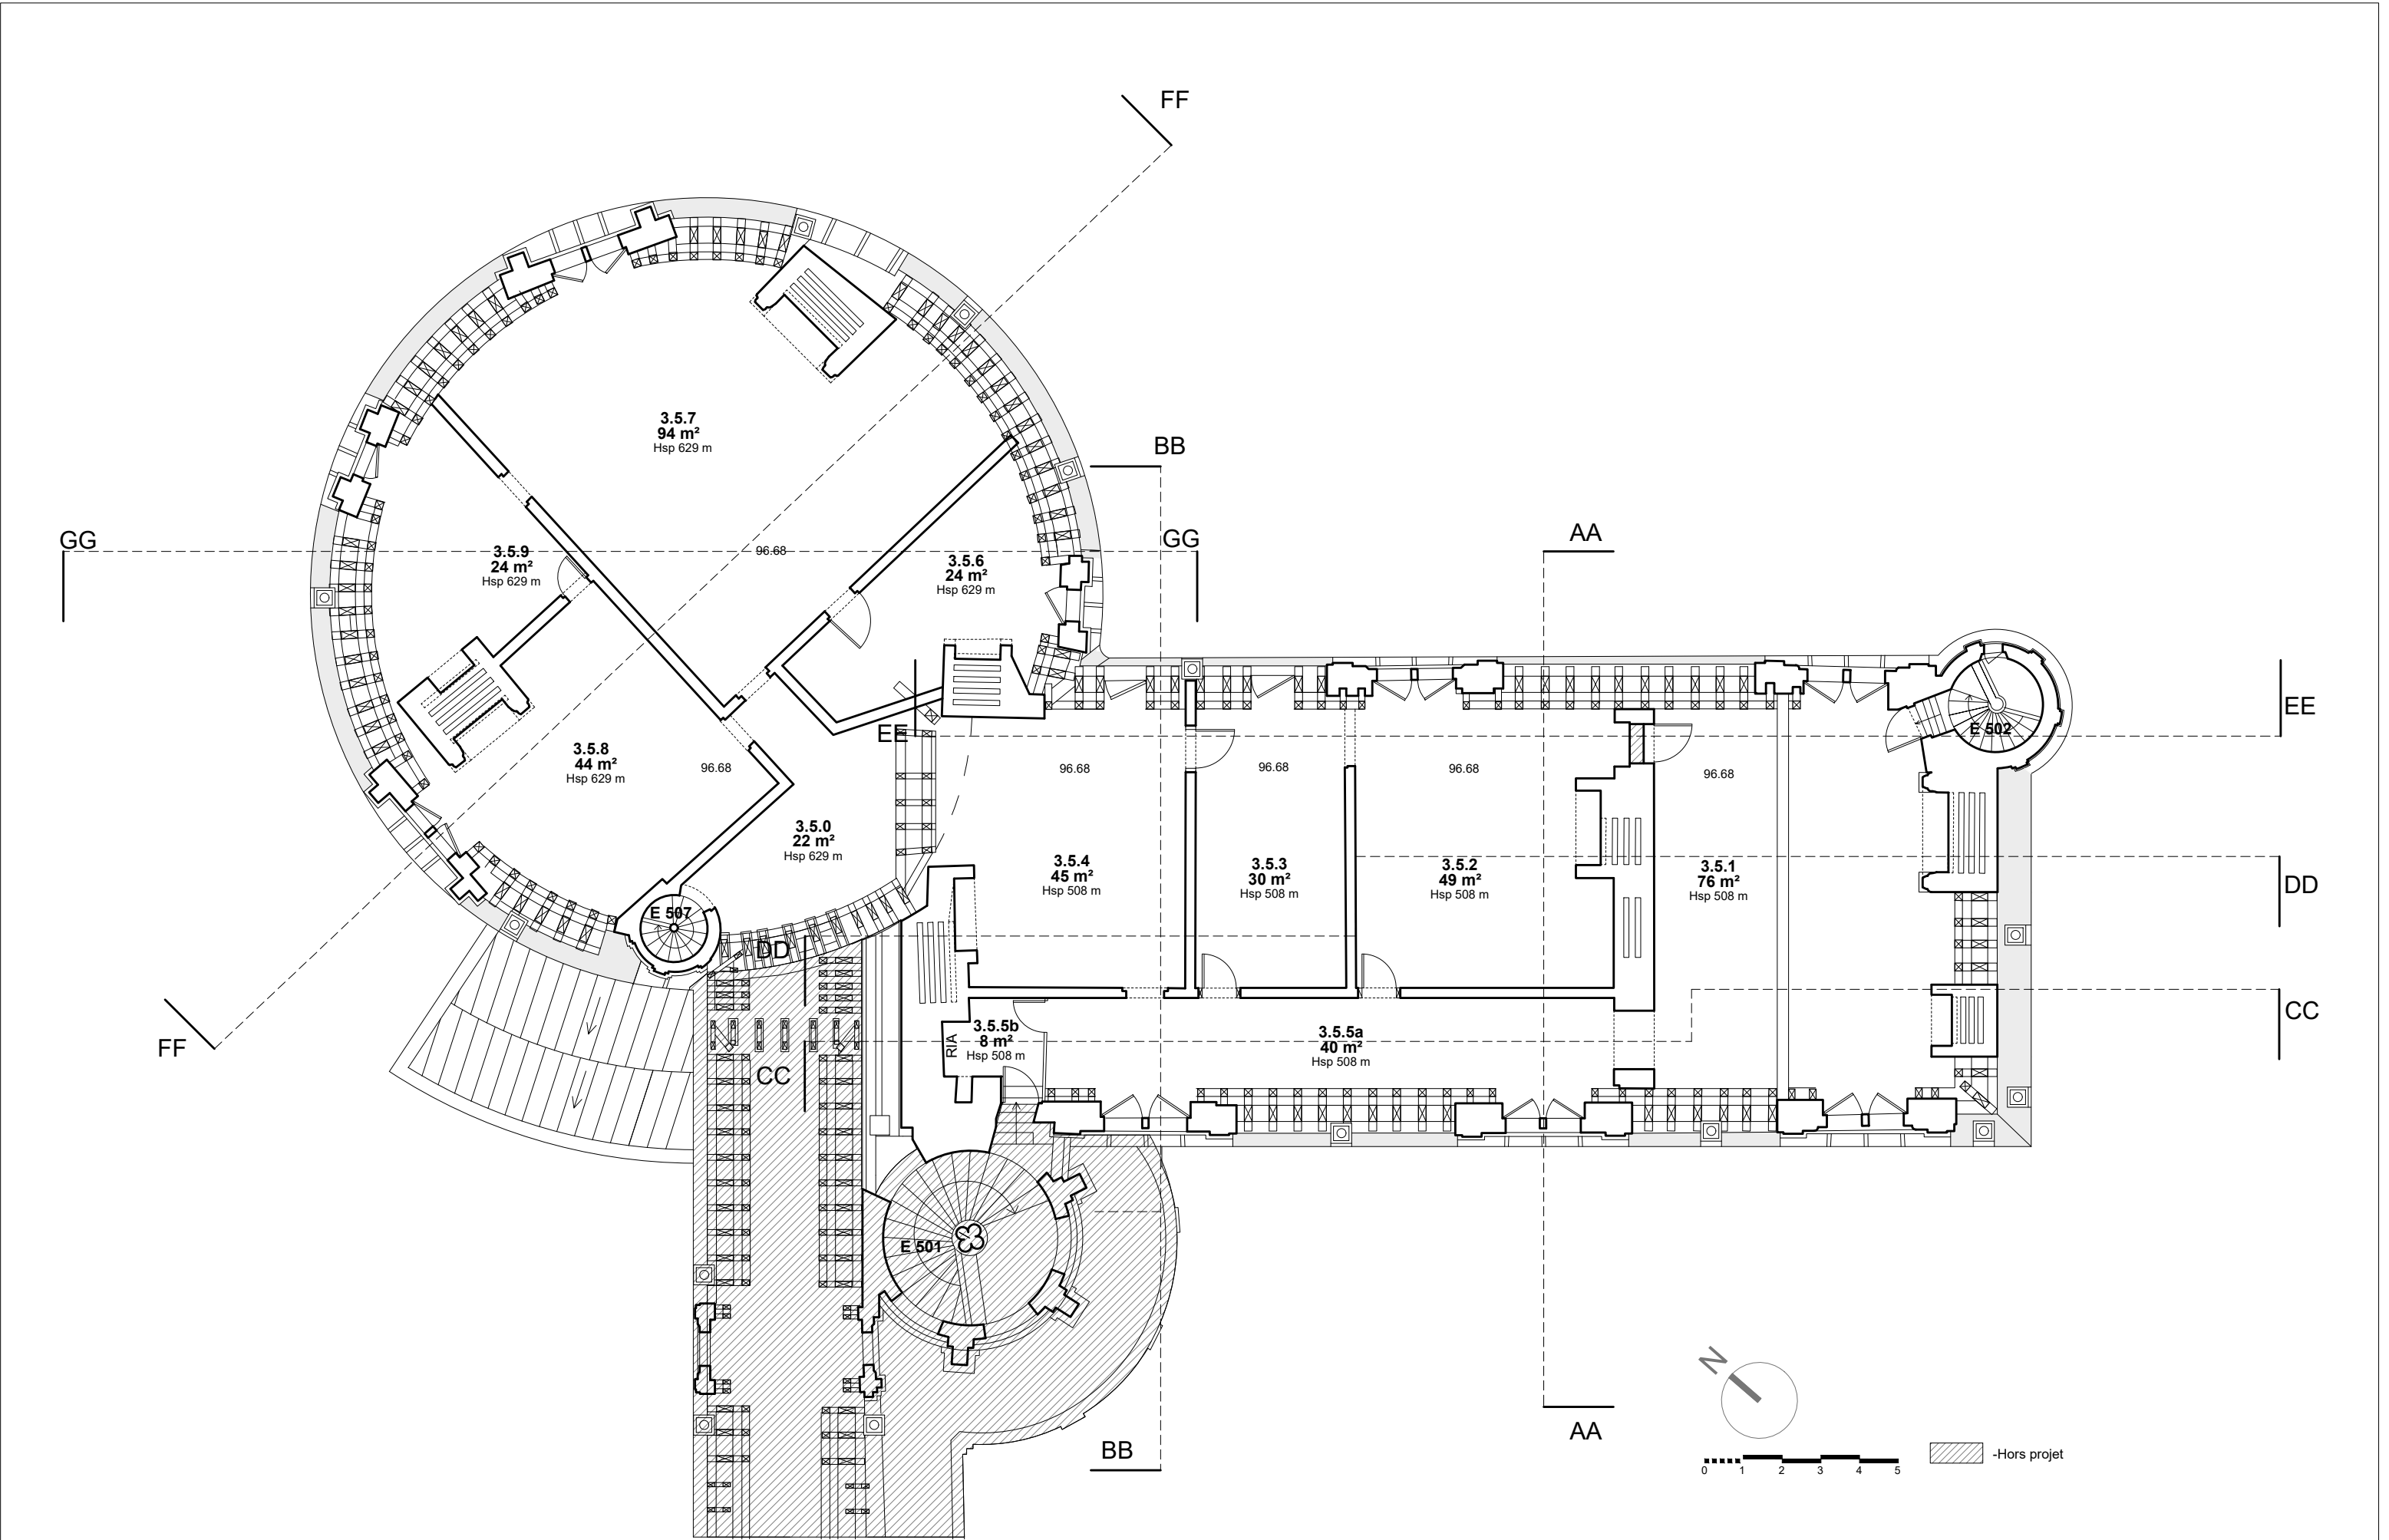 FF
3.5.7
94 m²
Hsp 629 m
BB
GG
GG
AA
96.68
3.5.9
24 m²
Hsp 629 m
3.5.6
24 m²
Hsp 629 m
EE
EE
E 502
3.5.8
44 m²
Hsp 629 m
96.68
96.68
96.68
96.68
96.68
3.5.0
22 m²
Hsp 629 m
3.5.4
45 m²
Hsp 508 m
3.5.3
30 m²
Hsp 508 m
3.5.2
49 m²
Hsp 508 m
3.5.1
76 m²
Hsp 508 m
DD
E 507
DD
CC
FF
RIA
3.5.5b
8 m²
Hsp 508 m
3.5.5a
40 m²
Hsp 508 m
CC
E 501
N
AA
BB
-Hors projet
0 1 2 3 4 5